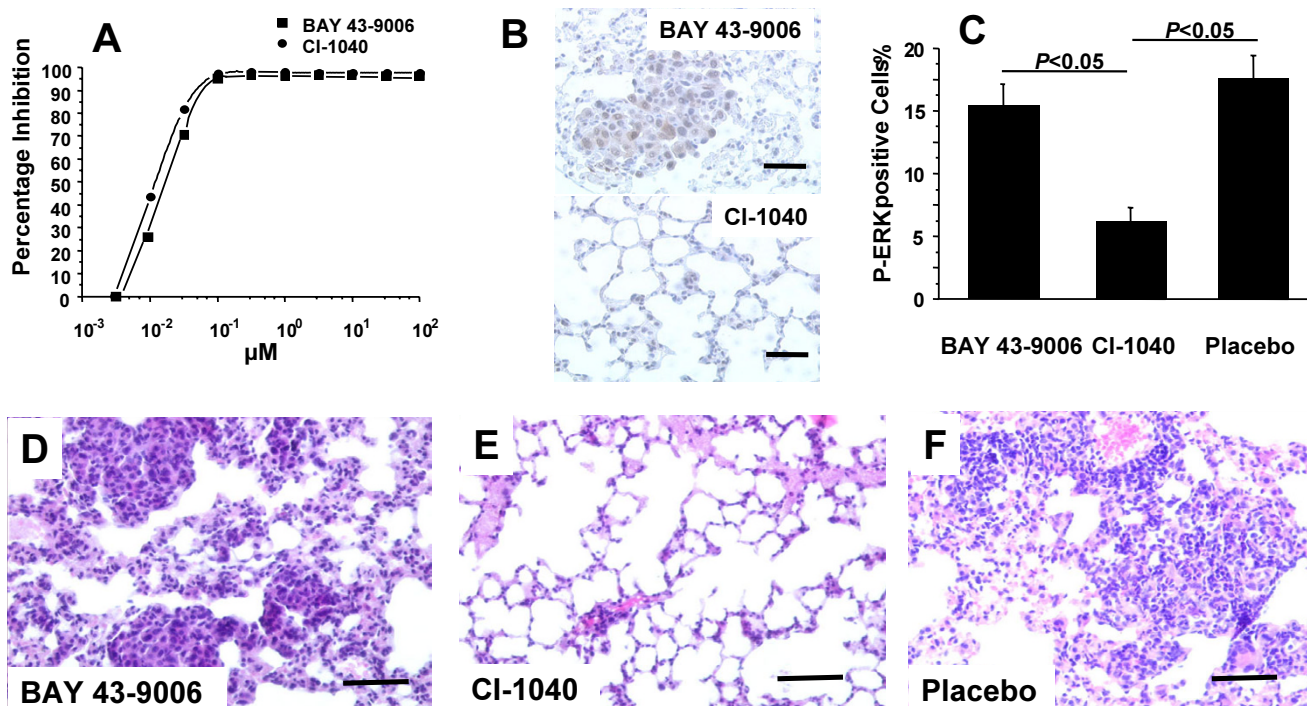 A
BAY 43-9006
CI-1040
Percentage Inhibition
100
90
80
70
60
50
40
30
20
10
0
10-3
10-2
10-1
100
101
102
µM
B
BAY 43-9006
CI-1040
C
P<0.05
P<0.05
P-ERKpositive Cells%
20
15
10
5
0
BAY 43-9006 CI-1040 Placebo
D
BAY 43-9006
E
CI-1040
F
Placebo